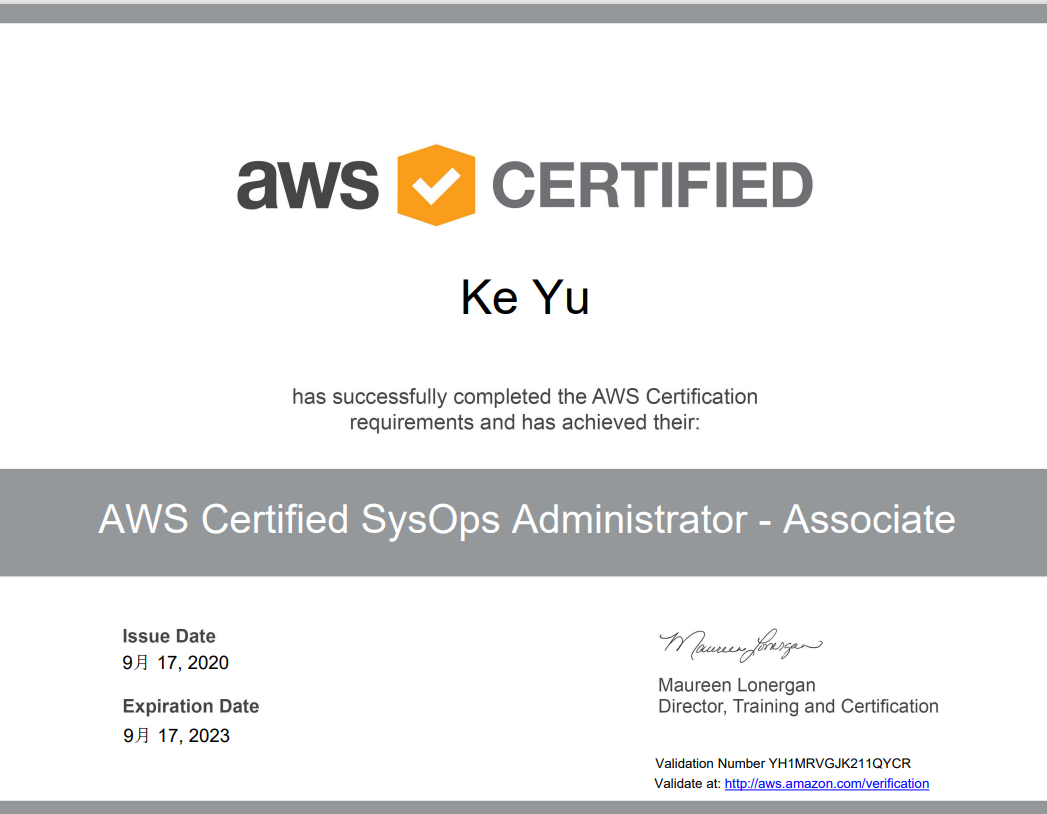 aws CERTIFIED
Ke Yu
has successfully completed the AWS Certification
requirements and has achieved their:
AWS Certified SysOps Administrator - Associate
Issue Date
9月 17, 2020
Expiration Date
9月 17, 2023
Maureen Lonergan
Maureen Lonergan
Director, Training and Certification
Validation Number YH1MRVGJK211QYCR
Validate at: http://aws.amazon.com/verification